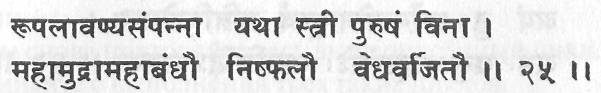 रूपलावण्यसंपन्ना यथा स्त्री पुरुषं विना ।
महामुद्रामहाबंधौ निष्फलौ वेधवर्जितौ ॥ २५ ॥